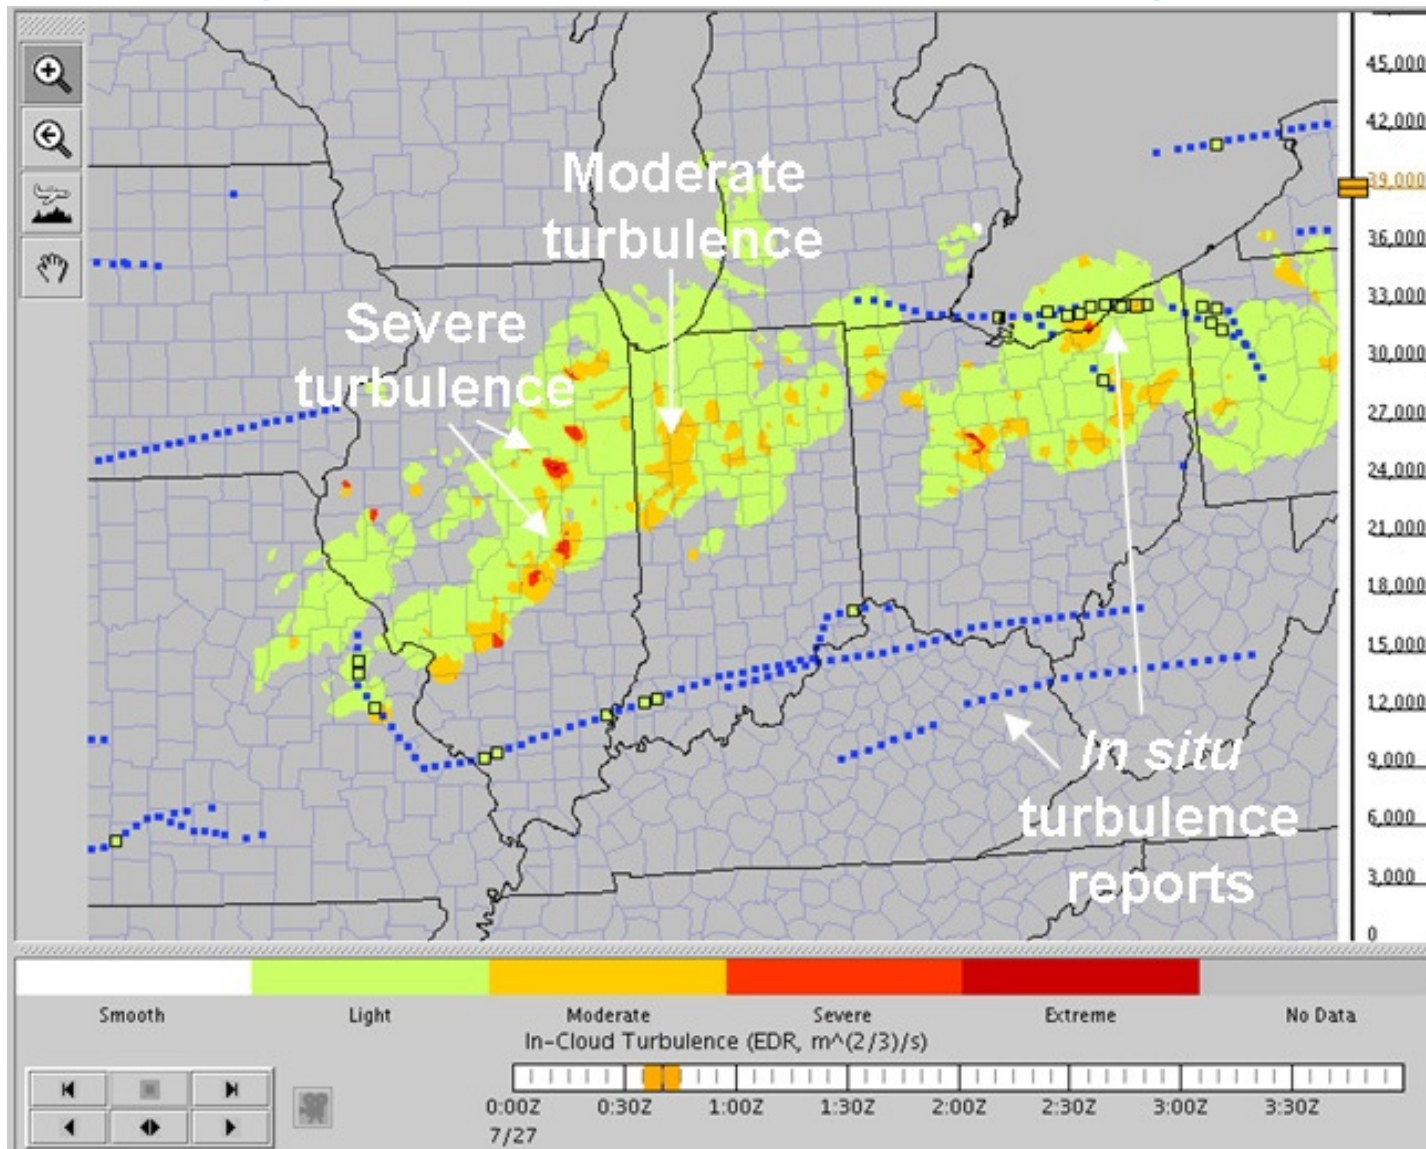 45,000
42,000
39,000
36,000
33,000
30,000
27,000
24,000
21,000
18,000
15,000
12,000
9,000
6,000
3,000
0
Moderate
turbulence
Severe
turbulence
In situ
turbulence
reports
Smooth Light Moderate Severe Extreme No Data
In-Cloud Turbulence (EDR, m^(2/3)/s)
0:00Z 0:30Z 1:00Z 1:30Z 2:00Z 2:30Z 3:00Z 3:30Z
7/27